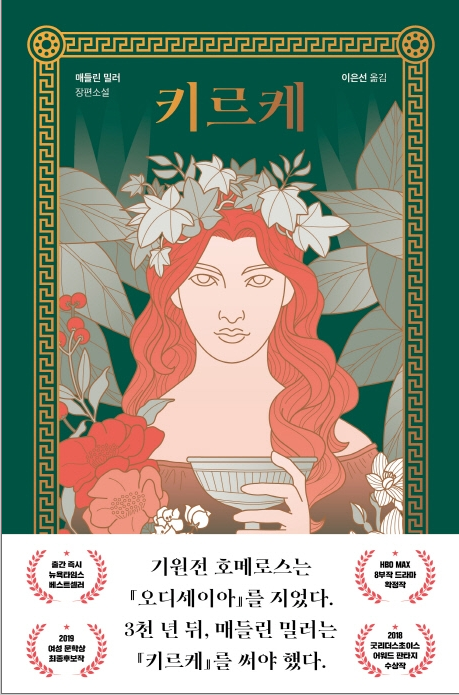 매들린 밀러
장편소설
이은선 옮김
키르케
기원전 호메로스는
『오디세이아』를 지었다.
3천 년 뒤, 매들린 밀러는
『키르케』를 써야 했다.
출간 즉시
뉴욕타임스
베스트셀러
HBO MAX
8부작 드라마
확정작
2019
여성 문학상
최종후보작
2018
굿리더스초이스
어워드 판타지
수상작